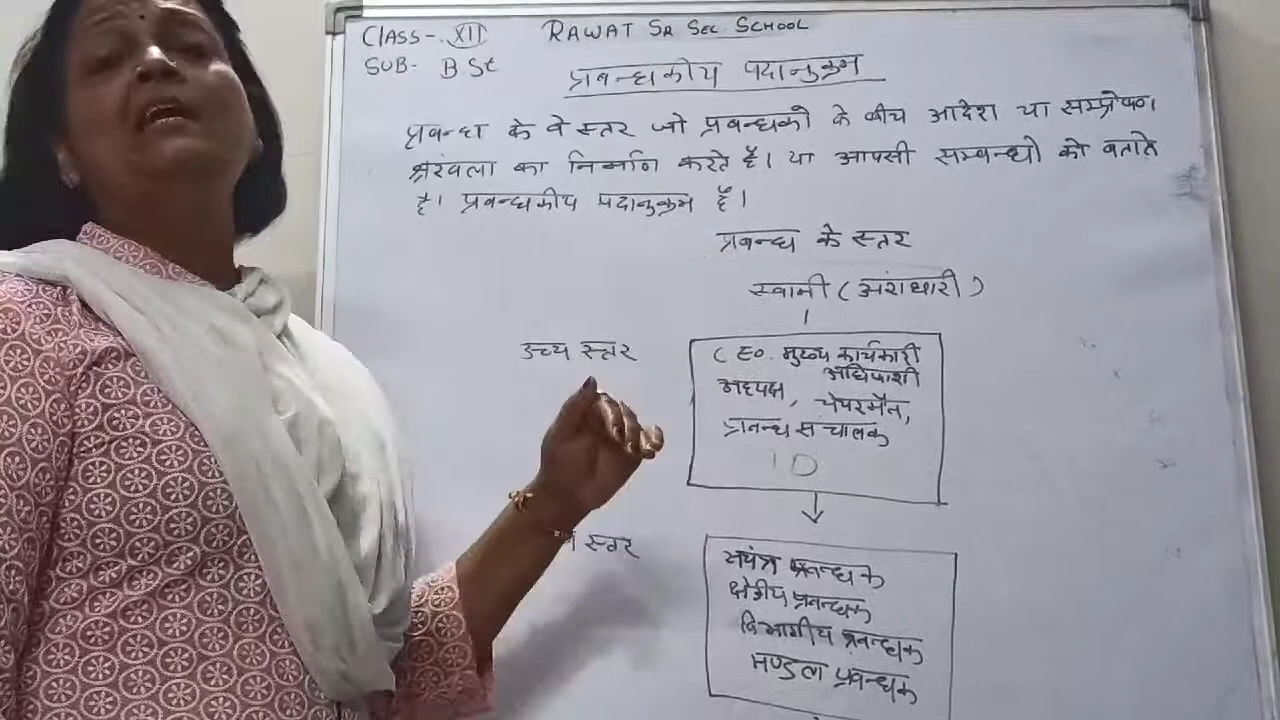 CLASS-. XII RAWAT SR SEC. SCHOOL
SUB- B St
प्रबन्धकीय पदानुक्रम
प्रबन्ध के वे स्तर जो प्रबन्धको के बीच आदेश या सम्प्रेषण
श्रंखला का निर्माण करते है। या आपसी सम्बन्धो को बताते
है। प्रबन्धकीय पदानुक्रम है।
प्रबन्ध के स्तर
स्वामी (अंशधारी)
उच्च स्तर
मुख्य कार्यकारी
अधिशाषी
अध्यक्ष, चेयरमैन,
प्रबन्ध संचालक
स्तर
सयंत्र प्रबन्धक
क्षेत्रीय प्रबन्धक
विभागीय प्रबन्धक
मण्डल प्रबन्धक